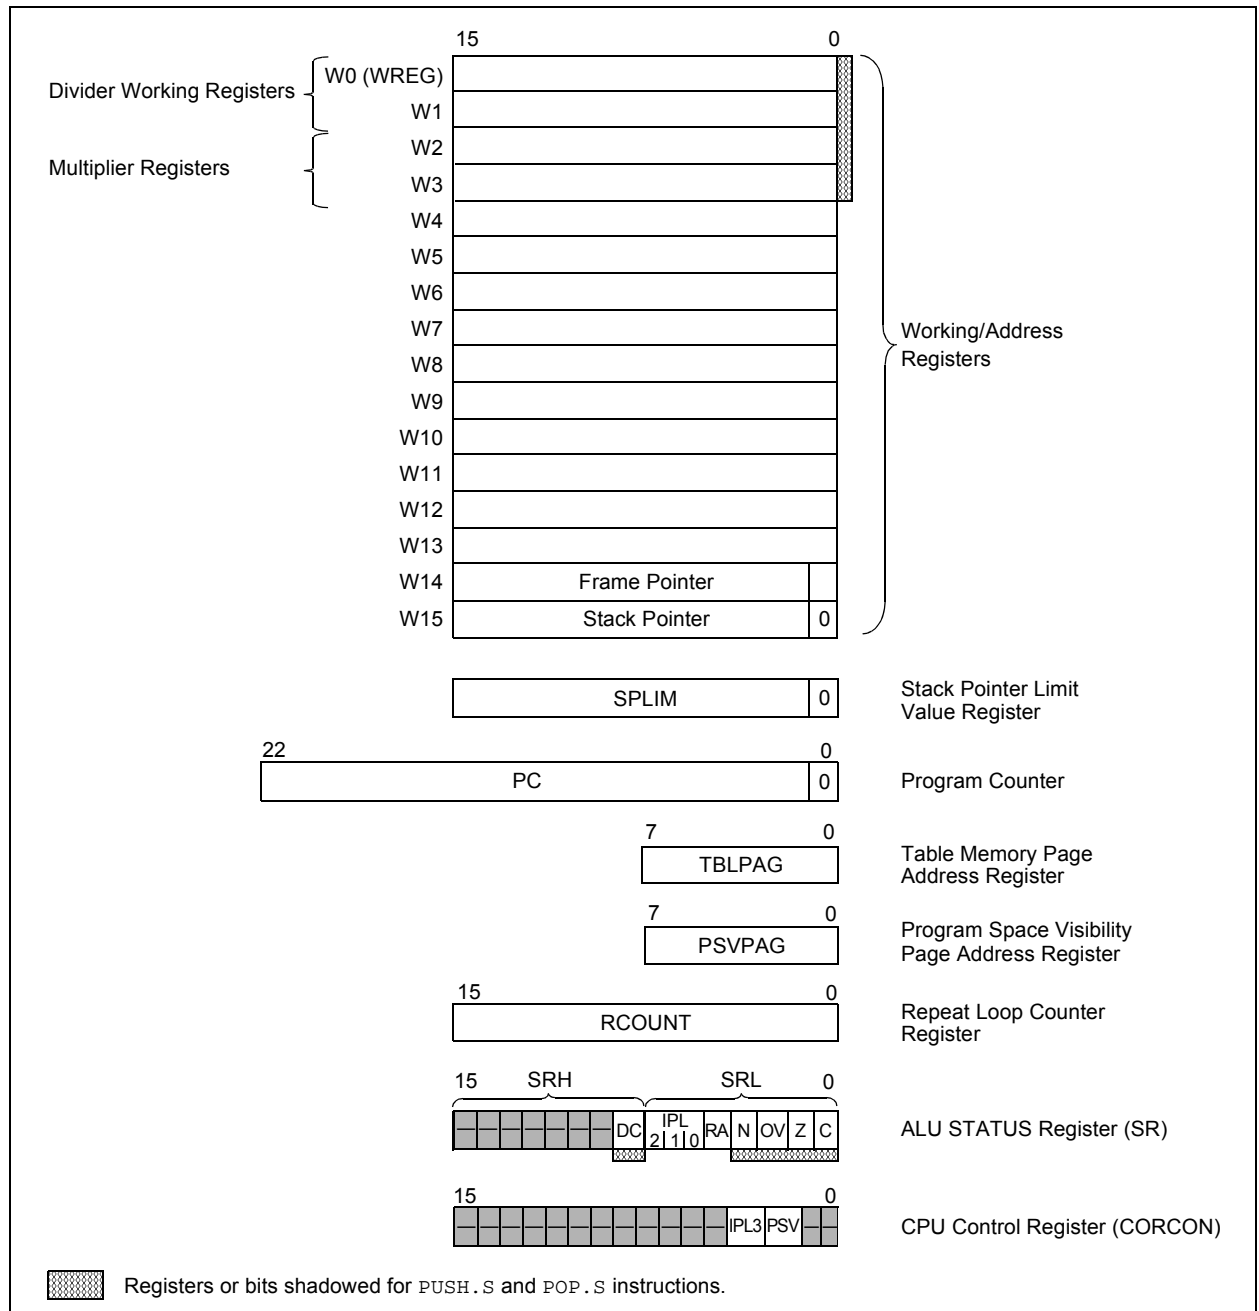 15 0
Divider Working Registers
W0 (WREG)
W1
Multiplier Registers
W2
W3
W4
W5
W6
W7
W8
W9
W10
W11
W12
W13
W14 Frame Pointer
W15 Stack Pointer 0
Working/Address
Registers
SPLIM 0
Stack Pointer Limit
Value Register
22 0
PC 0 Program Counter
7 0
TBLPAG
Table Memory Page
Address Register
7 0
PSVPAG
Program Space Visibility
Page Address Register
15 0
RCOUNT
Repeat Loop Counter
Register
15 SRH SRL 0
— — — — — — — DC IPL RA N OV Z C ALU STATUS Register (SR)
2 1 0
15 0
— — — — — — — — — — — — IPL3 PSV — — CPU Control Register (CORCON)
Registers or bits shadowed for PUSH.S and POP.S instructions.